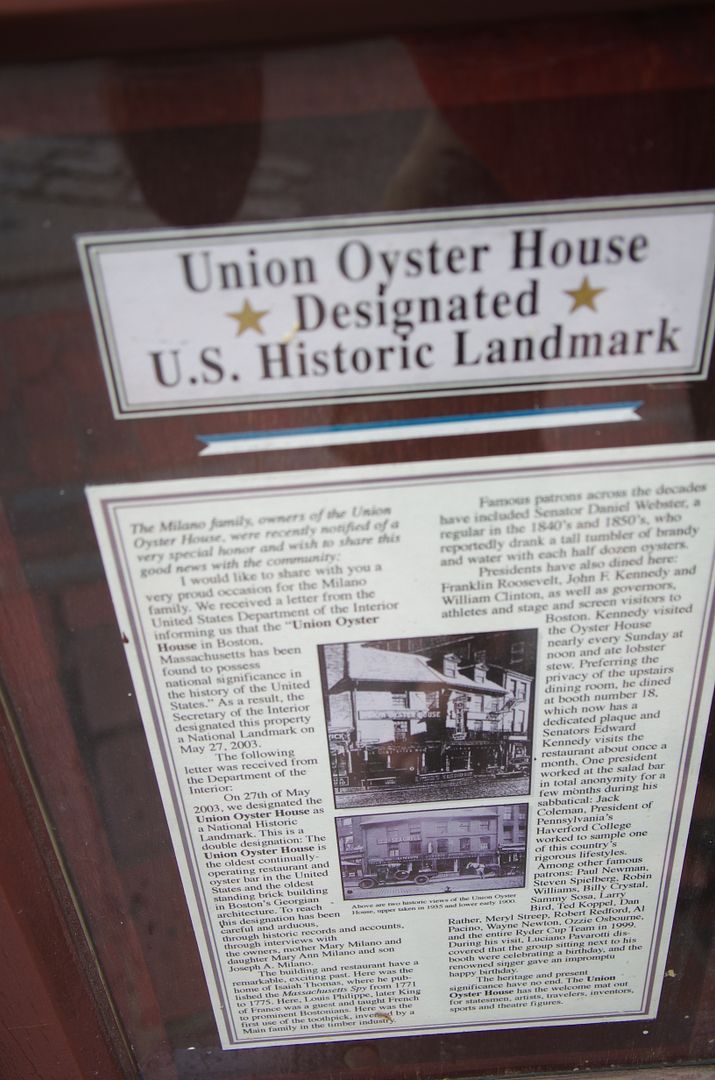 Union Oyster House
Designated
U.S. Historic Landmark
The Milano family, owners of the Union
Oyster House, were recently notified of a
very special honor and wish to share this
good news with the community:
I would like to share with you a
very proud occasion for the Milano
family. We received a letter from the
United States Department of the Interior
informing us that the "Union Oyster
House in Boston,
Massachusetts has been
found to possess
national significance in
the history of the United
States." As a result, the
Secretary of the Interior
designated this property
a National Landmark on
May 27, 2003.
The following
letter was received from
the Department of the
Interior:
On 27th of May
2003, we designated the
Union Oyster House as
a National Historic
Landmark. This is a
double designation: The
Union Oyster House is
the oldest continually-
operating restaurant and
oyster bar in the United
States and the oldest
standing brick building
in Boston's Georgian
architecture. To reach
this designation has been
careful and arduous,
through historic records and accounts,
through interviews with
the owners, mother Mary Milano and
daughter Mary Ann Milano and son
Joseph A. Milano.
The building and restaurant have a
remarkable, exciting past. Here was the
home of Isaiah Thomas, where he pub-
lished the Massachusetts Spy from 1771
to 1775. Here, Louis Philippe, later King
of France was a guest and taught French
to prominent Bostonians. Here was the
first use of the toothpick, invented by a
Main family in the timber industry.
Famous patrons across the decades
have included Senator Daniel Webster, a
regular in the 1840's and 1850's, who
reportedly drank a tall tumbler of brandy
and water with each half dozen oysters.
Presidents have also dined here:
Franklin Roosevelt, John F. Kennedy and
William Clinton, as well as governors,
athletes and stage and screen visitors to
Boston. Kennedy visited
the Oyster House
nearly every Sunday at
noon and ate lobster
stew. Preferring the
privacy of the upstairs
dining room, he dined
at booth number 18,
which now has a
dedicated plaque and
Senators Edward
Kennedy visits the
restaurant about once a
month. One president
worked at the salad bar
in total anonymity for a
few months during his
sabbatical: Jack
Coleman, President of
Pennsylvania's
Haverford College
worked to sample one
of this country's
rigorous lifestyles.
Among other famous
patrons: Paul Newman,
Steven Spielberg, Robin
Williams, Billy Crystal,
Sammy Sosa, Larry
Bird, Ted Koppel, Dan
Rather, Meryl Streep, Robert Redford, Al
Pacino, Wayne Newton, Ozzie Osbourne,
and the entire Ryder Cup Team in 1999.
During his visit, Luciano Pavarotti dis-
covered that the group sitting next to his
booth were celebrating a birthday, and the
renowned singer gave an impromptu
happy birthday.
The heritage and present
significance have no end. The Union
Oyster House has the welcome mat out
for statesmen, artists, travelers, inventors,
sports and theatre figures.
UNION OYSTER HOUSE
Above are two historic views of the Union Oyster
House, upper taken in 1935 and lower early 1900.